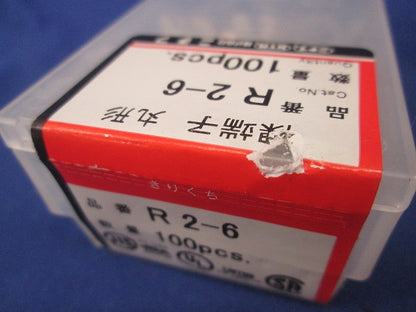 数量 100pcs.
Quantity
品番 R 2-6
Cat No
裸端子 丸形
きりくち
品番 R 2-6
数量 100pcs.
UL